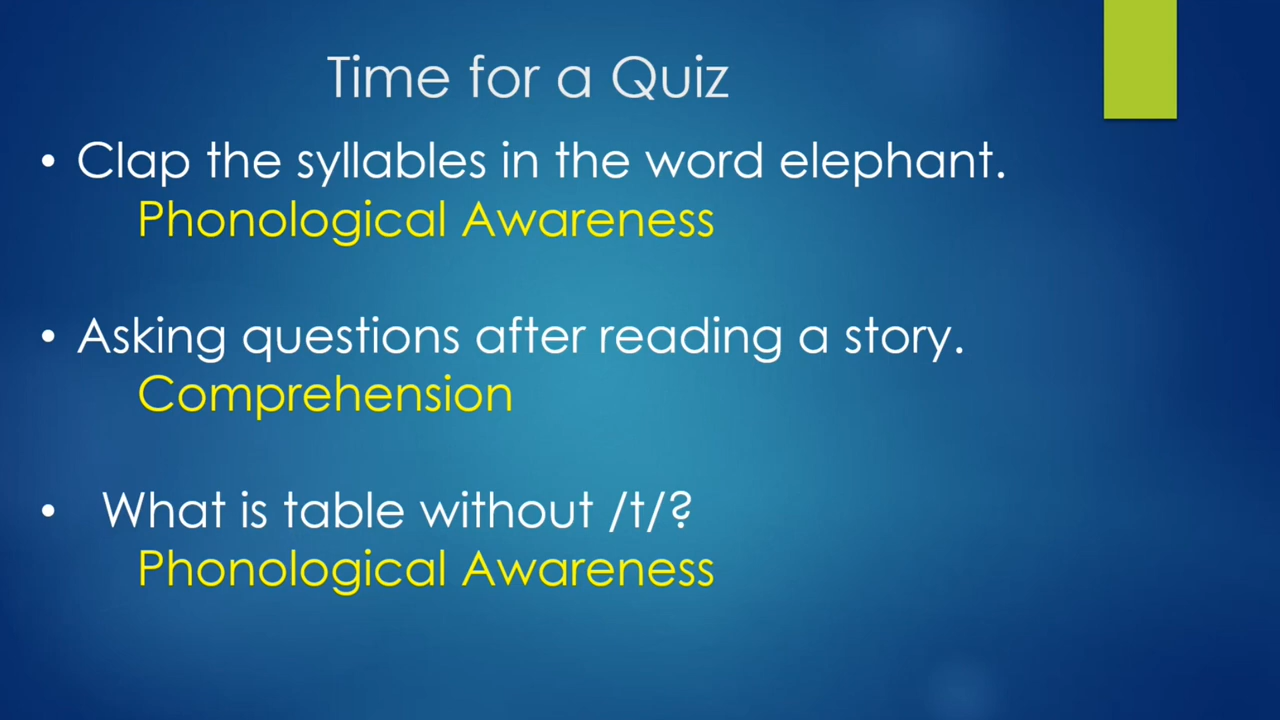 Time for a Quiz
• Clap the syllables in the word elephant.
Phonological Awareness
• Asking questions after reading a story.
Comprehension
• What is table without /t/?
Phonological Awareness